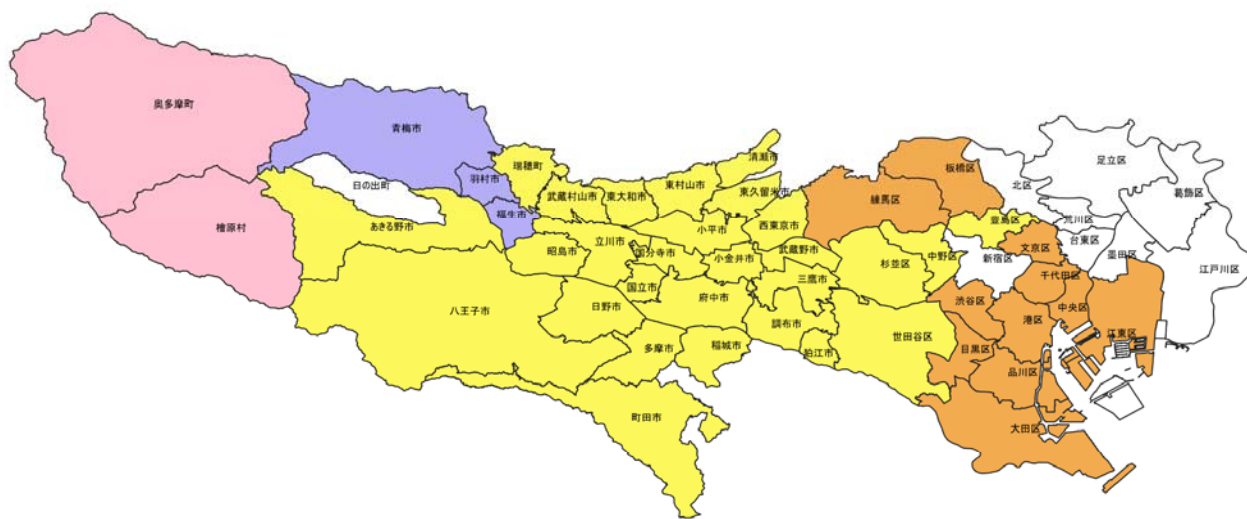 奥多摩町
檜原村
青梅市
日の出町
羽村市
福生市
あきる野市
瑞穂町
武蔵村山市
東大和市
東村山市
清瀬市
東久留米市
小平市
西東京市
昭島市
立川市
国分寺市
小金井市
武蔵野市
三鷹市
国立市
府中市
八王子市
日野市
多摩市
稲城市
調布市
狛江市
町田市
練馬区
板橋区
北区
足立区
葛飾区
荒川区
台東区
墨田区
江戸川区
豊島区
文京区
中野区
杉並区
新宿区
千代田区
渋谷区
中央区
港区
江東区
世田谷区
目黒区
品川区
大田区